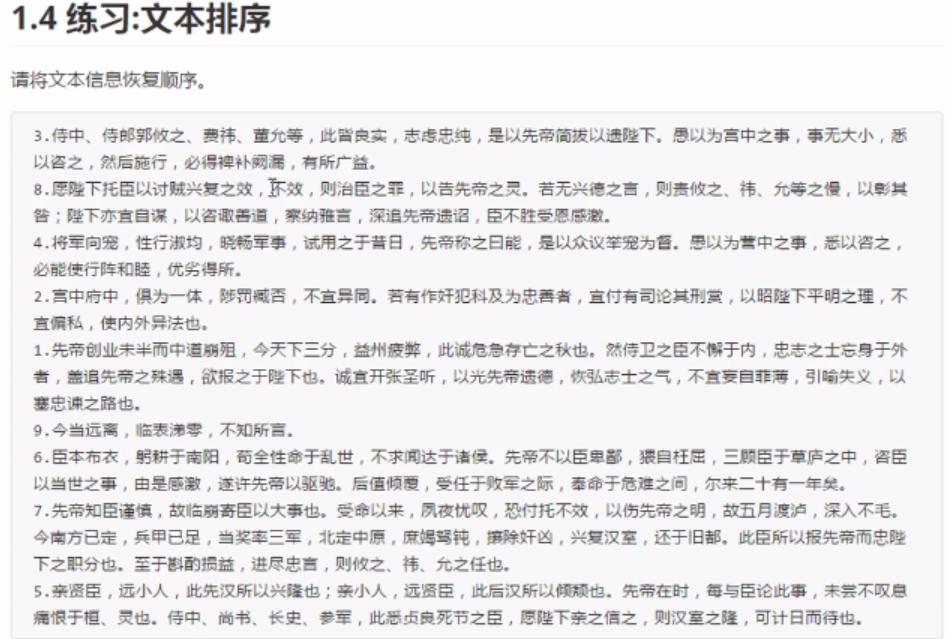 1.4 练习:文本排序
请将文本信息恢复顺序。
3.侍中、侍郎郭攸之、费祎、董允等，此皆良实，志虑忠纯，是以先帝简拔以遗陛下。愚以为宫中之事，事无大小，悉
以咨之，然后施行，必得裨补阙漏，有所广益。
8.愿陛下托臣以讨贼兴复之效，不效，则治臣之罪，以告先帝之灵。若无兴德之言，则责攸之、祎、允等之慢，以彰其
咎；陛下亦宜自谋，以咨诹善道，察纳雅言，深追先帝遗诏，臣不胜受恩感激。
4.将军向宠，性行淑均，晓畅军事，试用之于昔日，先帝称之曰能，是以众议举宠为督。愚以为营中之事，悉以咨之，
必能使行阵和睦，优劣得所。
2.宫中府中，俱为一体，陟罚臧否，不宜异同。若有作奸犯科及为忠善者，宜付有司论其刑赏，以昭陛下平明之理，不
宜偏私，使内外异法也。
1.先帝创业未半而中道崩殂，今天下三分，益州疲弊，此诚危急存亡之秋也。然侍卫之臣不懈于内，忠志之士忘身于外
者，盖追先帝之殊遇，欲报之于陛下也。诚宜开张圣听，以光先帝遗德，恢弘志士之气，不宜妄自菲薄，引喻失义，以
塞忠谏之路也。
9.今当远离，临表涕零，不知所言。
6.臣本布衣，躬耕于南阳，苟全性命于乱世，不求闻达于诸侯。先帝不以臣卑鄙，猥自枉屈，三顾臣于草庐之中，咨臣
以当世之事，由是感激，遂许先帝以驱驰。后值倾覆，受任于败军之际，奉命于危难之间，尔来二十有一年矣。
7.先帝知臣谨慎，故临崩寄臣以大事也。受命以来，夙夜忧叹，恐付托不效，以伤先帝之明，故五月渡泸，深入不毛。
今南方已定，兵甲已足，当奖率三军，北定中原，庶竭驽钝，攘除奸凶，兴复汉室，还于旧都。此臣所以报先帝而忠陛
下之职分也。至于斟酌损益，进尽忠言，则攸之、祎、允之任也。
5.亲贤臣，远小人，此先汉所以兴隆也；亲小人，远贤臣，此后汉所以倾颓也。先帝在时，每与臣论此事，未尝不叹息
痛恨于桓、灵也。侍中、尚书、长史、参军，此悉贞良死节之臣，愿陛下亲之信之，则汉室之隆，可计日而待也。